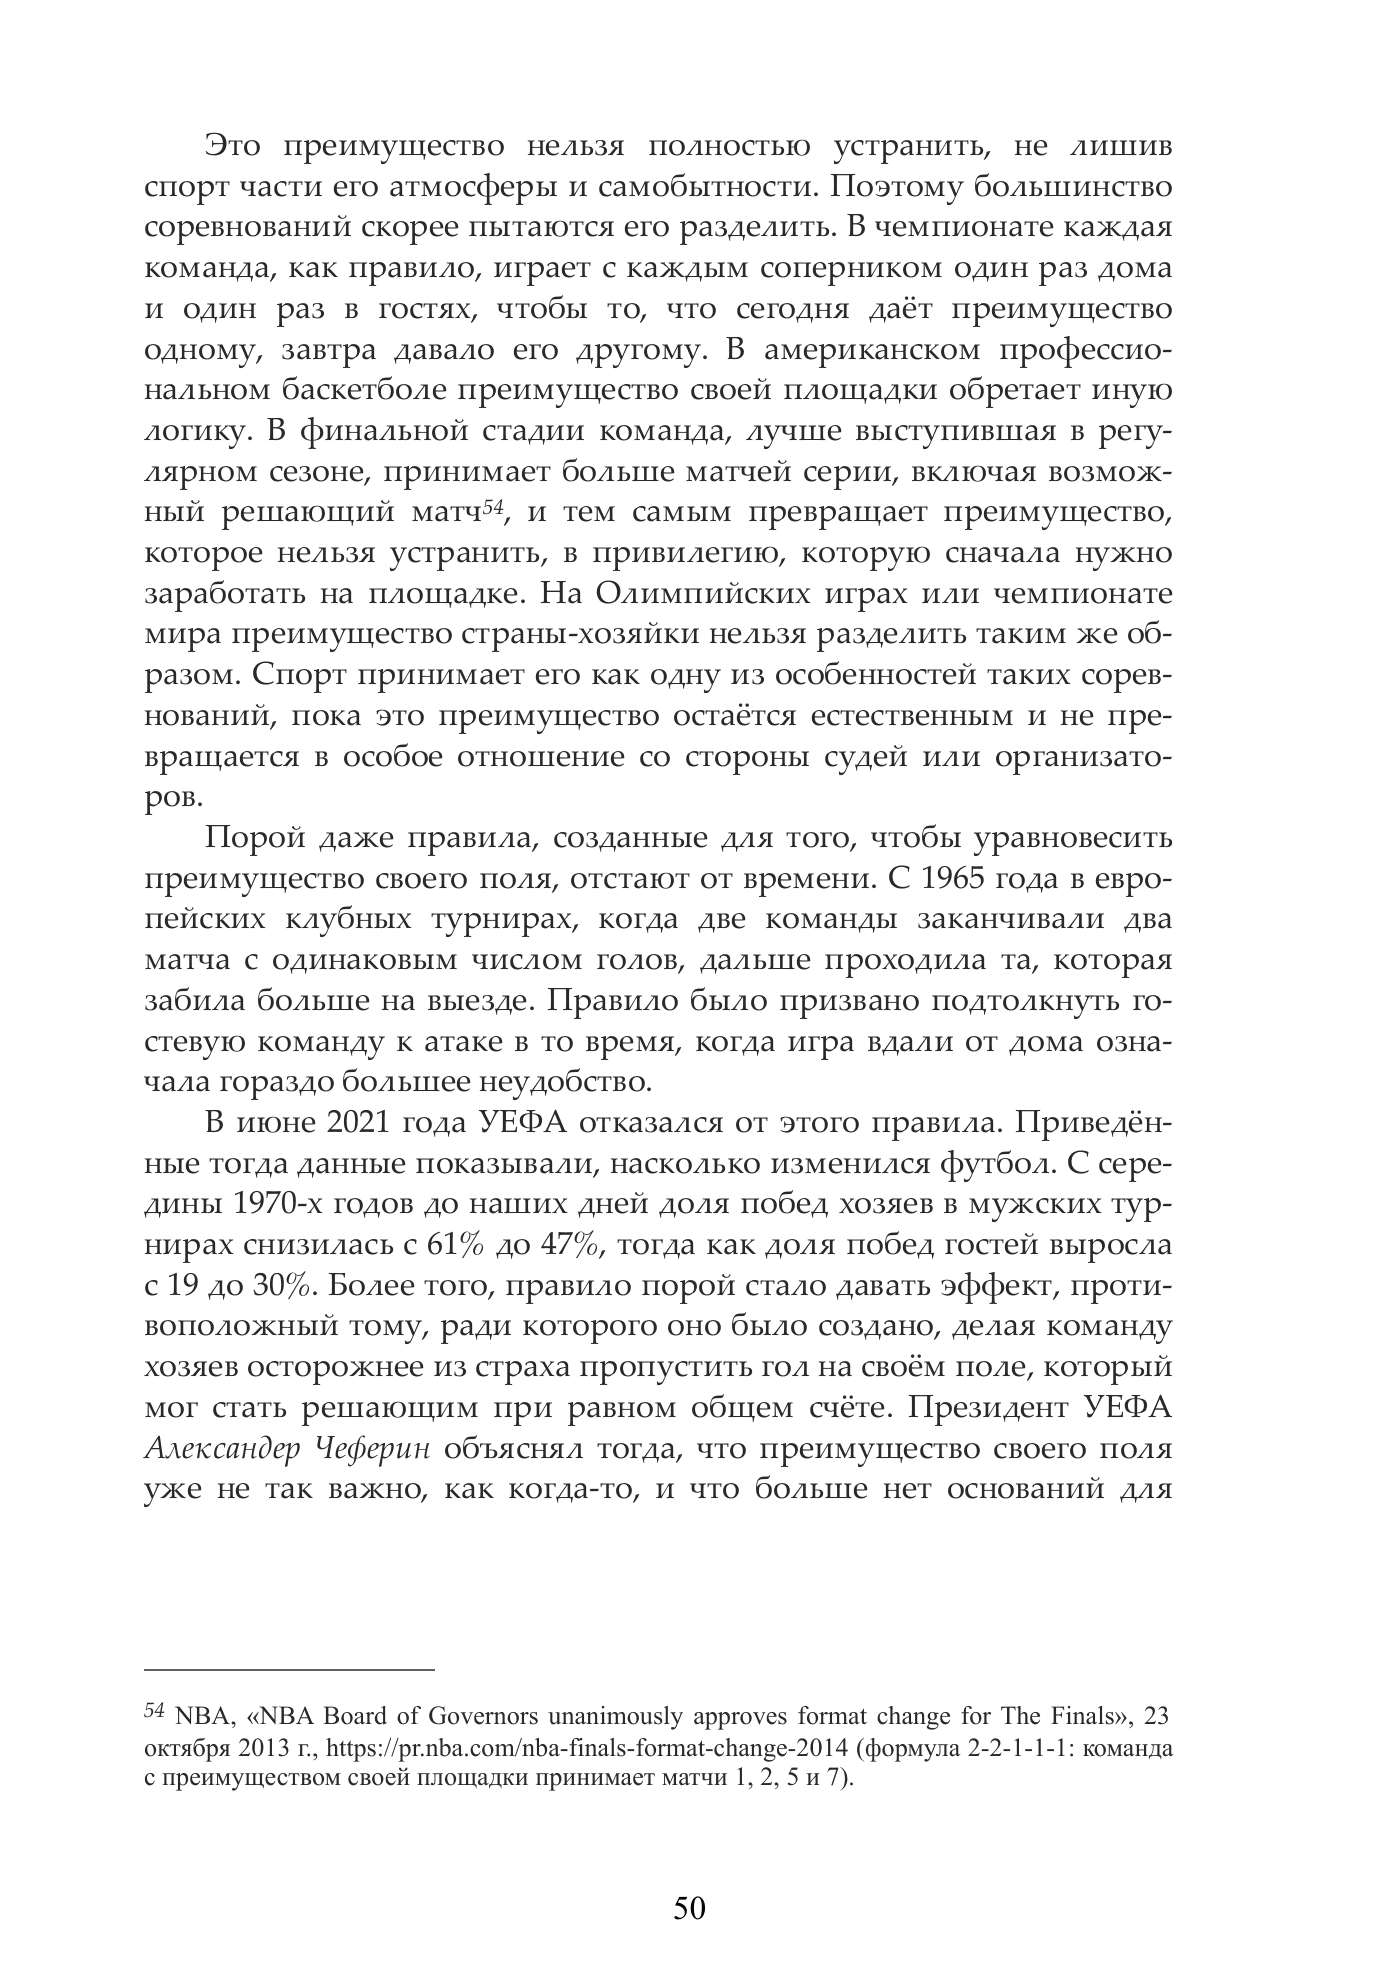 Это преимущество нельзя полностью устранить, не лишив
спорт части его атмосферы и самобытности. Поэтому большинство
соревнований скорее пытаются его разделить. В чемпионате каждая
команда, как правило, играет с каждым соперником один раз дома
и один раз в гостях, чтобы то, что сегодня даёт преимущество
одному, завтра давало его другому. В американском профессио-
нальном баскетболе преимущество своей площадки обретает иную
логику. В финальной стадии команда, лучше выступившая в регу-
лярном сезоне, принимает больше матчей серии, включая возмож-
ный решающий матч54, и тем самым превращает преимущество,
которое нельзя устранить, в привилегию, которую сначала нужно
заработать на площадке. На Олимпийских играх или чемпионате
мира преимущество страны-хозяйки нельзя разделить таким же об-
разом. Спорт принимает его как одну из особенностей таких сорев-
нований, пока это преимущество остаётся естественным и не пре-
вращается в особое отношение со стороны судей или организато-
ров.
Порой даже правила, созданные для того, чтобы уравновесить
преимущество своего поля, отстают от времени. С 1965 года в евро-
пейских клубных турнирах, когда две команды заканчивали два
матча с одинаковым числом голов, дальше проходила та, которая
забила больше на выезде. Правило было призвано подтолкнуть го-
стевую команду к атаке в то время, когда игра вдали от дома озна-
чала гораздо большее неудобство.
В июне 2021 года УЕФА отказался от этого правила. Приведён-
ные тогда данные показывали, насколько изменился футбол. С сере-
дины 1970-х годов до наших дней доля побед хозяев в мужских тур-
нирах снизилась с 61% до 47%, тогда как доля побед гостей выросла
с 19 до 30%. Более того, правило порой стало давать эффект, проти-
воположный тому, ради которого оно было создано, делая команду
хозяев осторожнее из страха пропустить гол на своём поле, который
мог стать решающим при равном общем счёте. Президент УЕФА
Александер Чеферин объяснял тогда, что преимущество своего поля
уже не так важно, как когда-то, и что больше нет оснований для
54 NBA, «NBA Board of Governors unanimously approves format change for The Finals», 23
октября 2013 г., https://pr.nba.com/nba-finals-format-change-2014 (формула 2-2-1-1-1: команда
с преимуществом своей площадки принимает матчи 1, 2, 5 и 7).
50